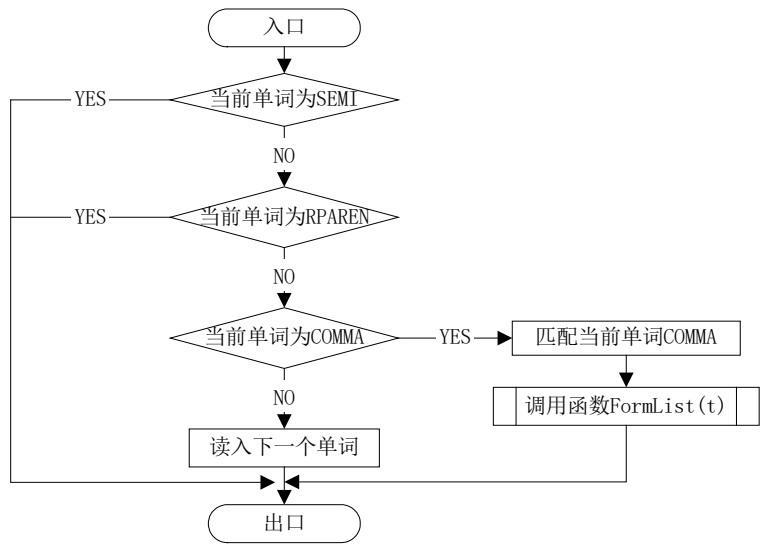 入口
当前单词为SEMI
YES
NO
当前单词为RPAREN
YES
NO
当前单词为COMMA
YES
匹配当前单词COMMA
NO
调用函数FormList(t)
读入下一个单词
出口